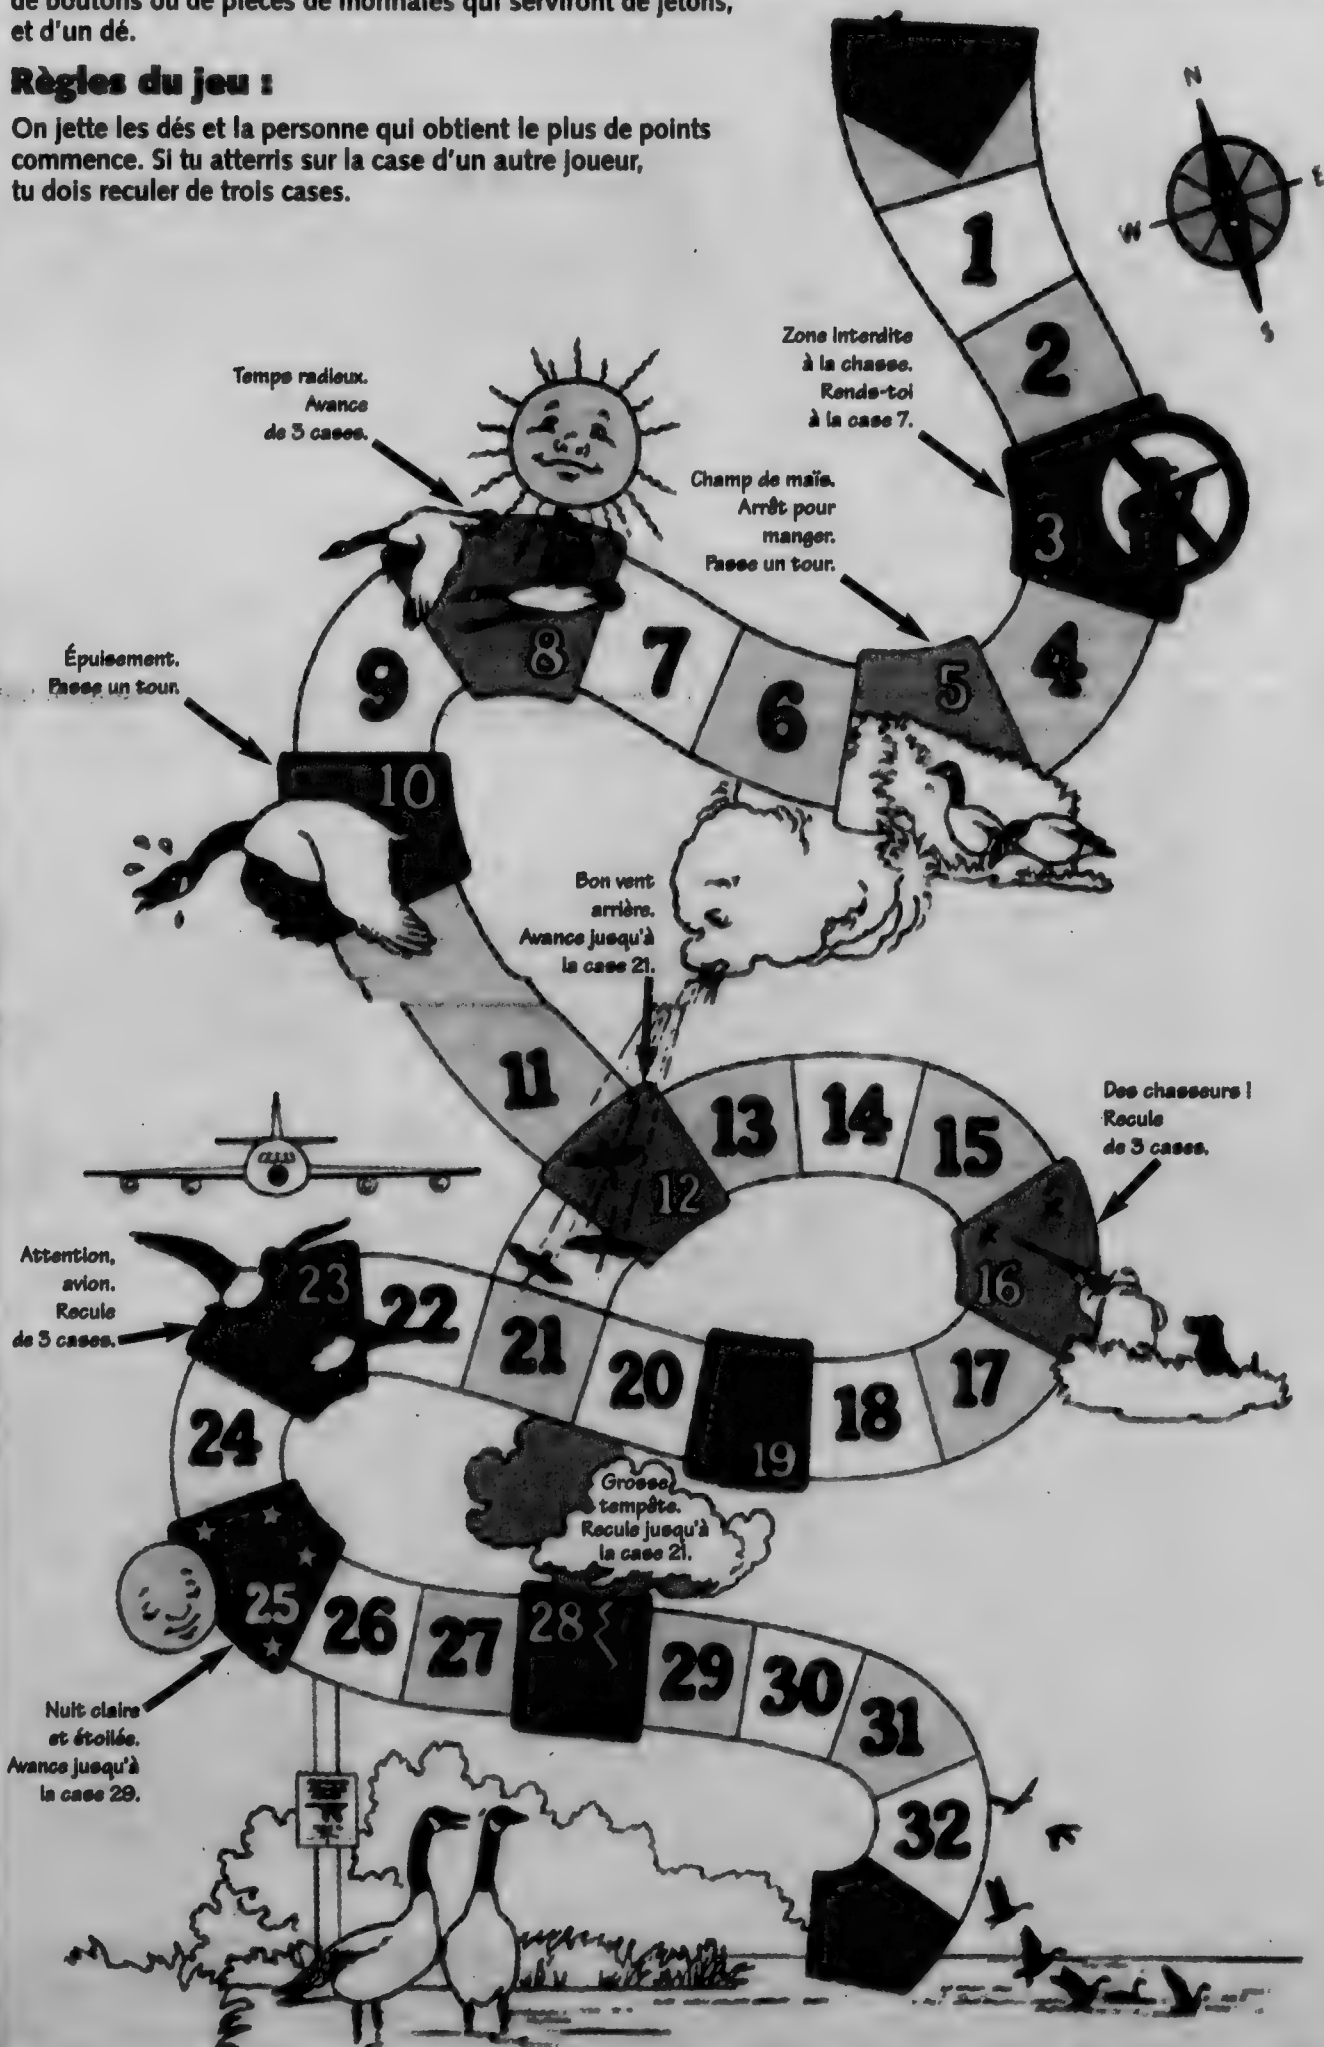 de boutons ou de pièces de monnaies qui serviront de jetons,
et d'un dé.
Règles du jeu :
On jette les dés et la personne qui obtient le plus de points
commence. Si tu atterris sur la case d'un autre joueur,
tu dois reculer de trois cases.
N
E
W
S
1
2
Zone interdite
à la chasse.
Rends-toi
à la case 7.
3
4
Champ de maïs.
Arrêt pour
manger.
Passe un tour.
5
6
7
Temps radieux.
Avance
de 3 cases.
8
9
Épuisement.
Passe un tour.
10
11
Bon vent
arrière.
Avance jusqu'à
la case 21.
12
13
14
15
Des chasseurs !
Recule
de 3 cases.
16
17
18
19
20
21
22
Attention,
avion.
Recule
de 3 cases.
23
24
25
Nuit claire
et étoilée.
Avance jusqu'à
la case 29.
26
27
Grosse
tempête.
Recule jusqu'à
la case 21.
28
29
30
31
32